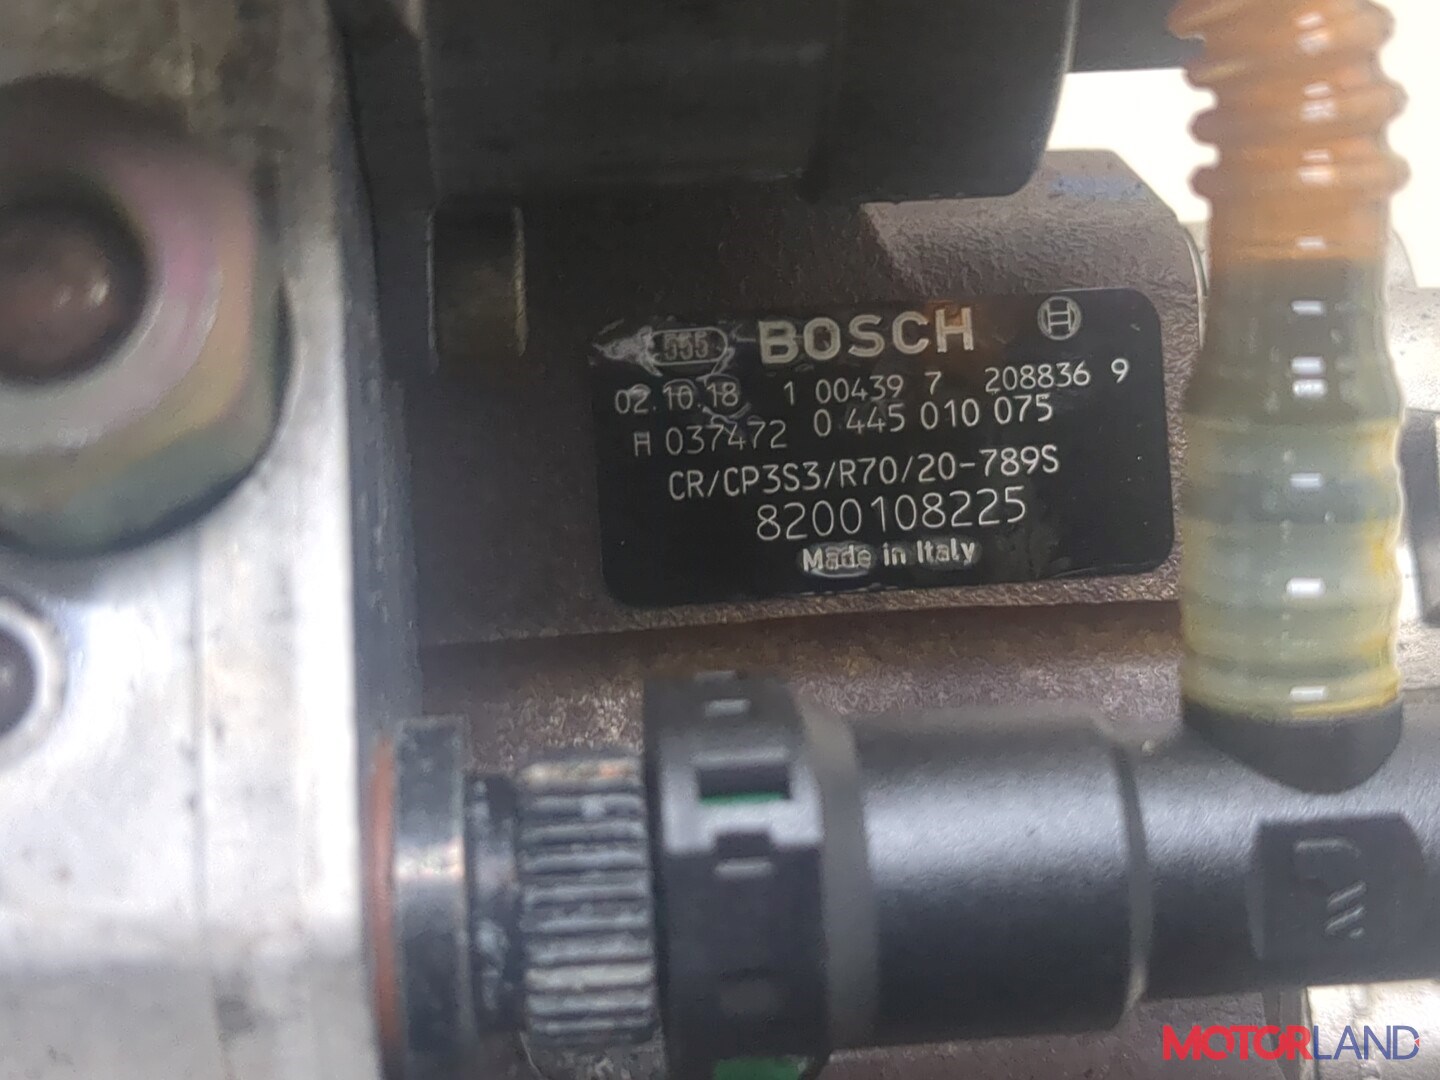 555 BOSCH
02.10.18 1 00439 7 208836 9
H 037472 0 445 010 075
CR/CP3S3/R70/20-789S
8200108225
Made in Italy
MOTORLAND